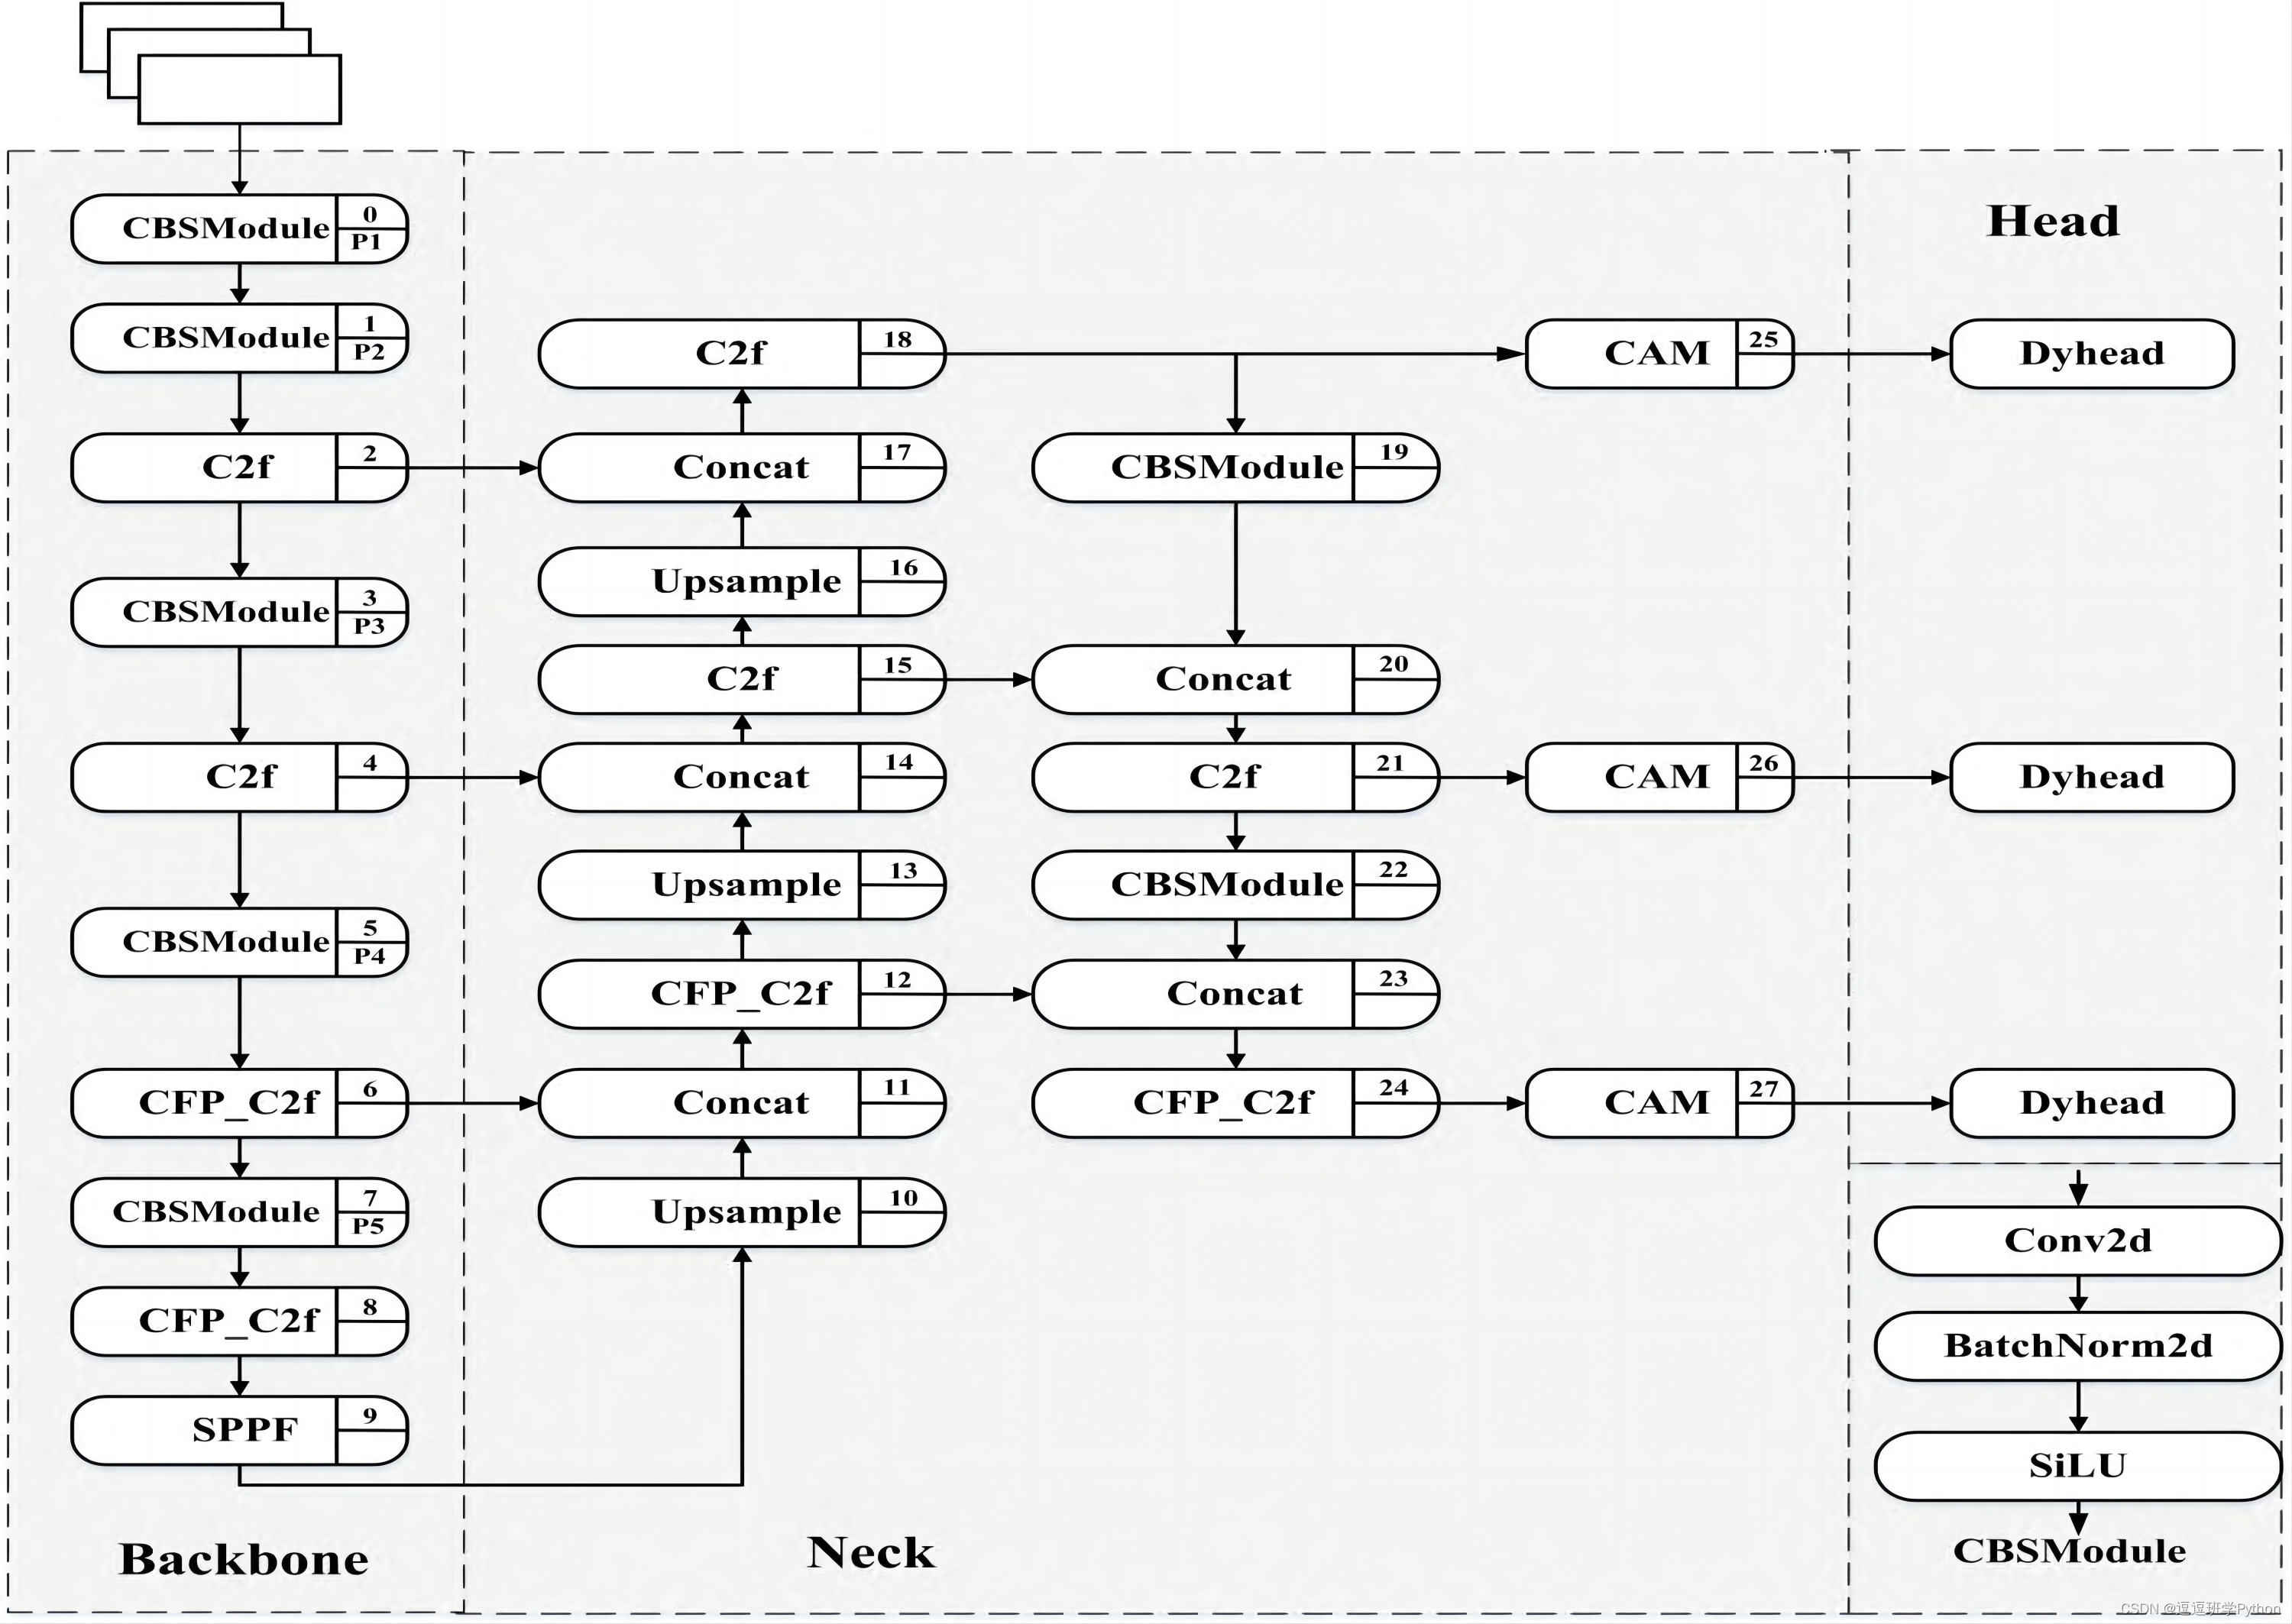 CBSModule 0 P1
CBSModule 1 P2
C2f 2
CBSModule 3 P3
C2f 4
CBSModule 5 P4
CFP_C2f 6
CBSModule 7 P5
CFP_C2f 8
SPPF 9
Backbone
C2f 18
Concat 17
Upsample 16
C2f 15
Concat 14
Upsample 13
CFP_C2f 12
Concat 11
Upsample 10
CBSModule 19
Concat 20
C2f 21
CBSModule 22
Concat 23
CFP_C2f 24
CAM 25
CAM 26
CAM 27
Neck
Head
Dyhead
Dyhead
Dyhead
Conv2d
BatchNorm2d
SiLU
CBSModule
CSDN @逗逗班学Python